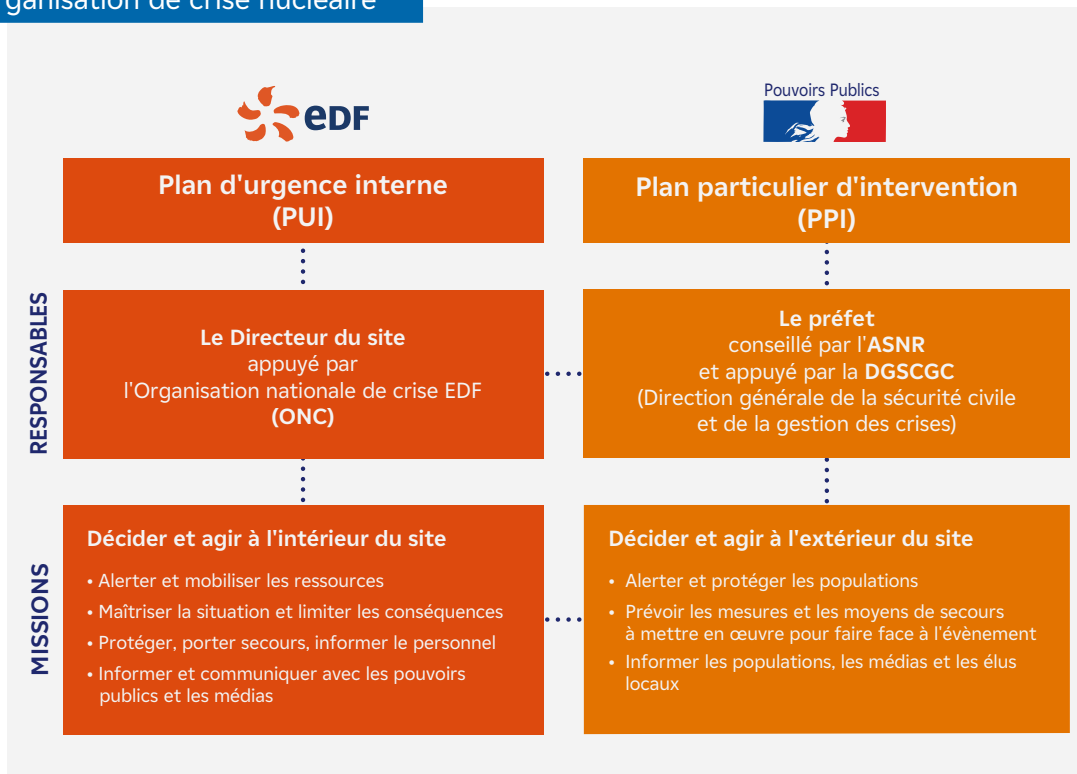 ganisation de crise nucléaire
eDF
Pouvoirs Publics
Plan d'urgence interne
(PUI)
Plan particulier d'intervention
(PPI)
RESPONSABLES
Le Directeur du site
appuyé par
l'Organisation nationale de crise EDF
(ONC)
Le préfet
conseillé par l'ASNR
et appuyé par la DGSCGC
(Direction générale de la sécurité civile
et de la gestion des crises)
MISSIONS
Décider et agir à l'intérieur du site
• Alerter et mobiliser les ressources
• Maîtriser la situation et limiter les conséquences
• Protéger, porter secours, informer le personnel
• Informer et communiquer avec les pouvoirs
publics et les médias
Décider et agir à l'extérieur du site
• Alerter et protéger les populations
• Prévoir les mesures et les moyens de secours
à mettre en œuvre pour faire face à l'évènement
• Informer les populations, les médias et les élus
locaux